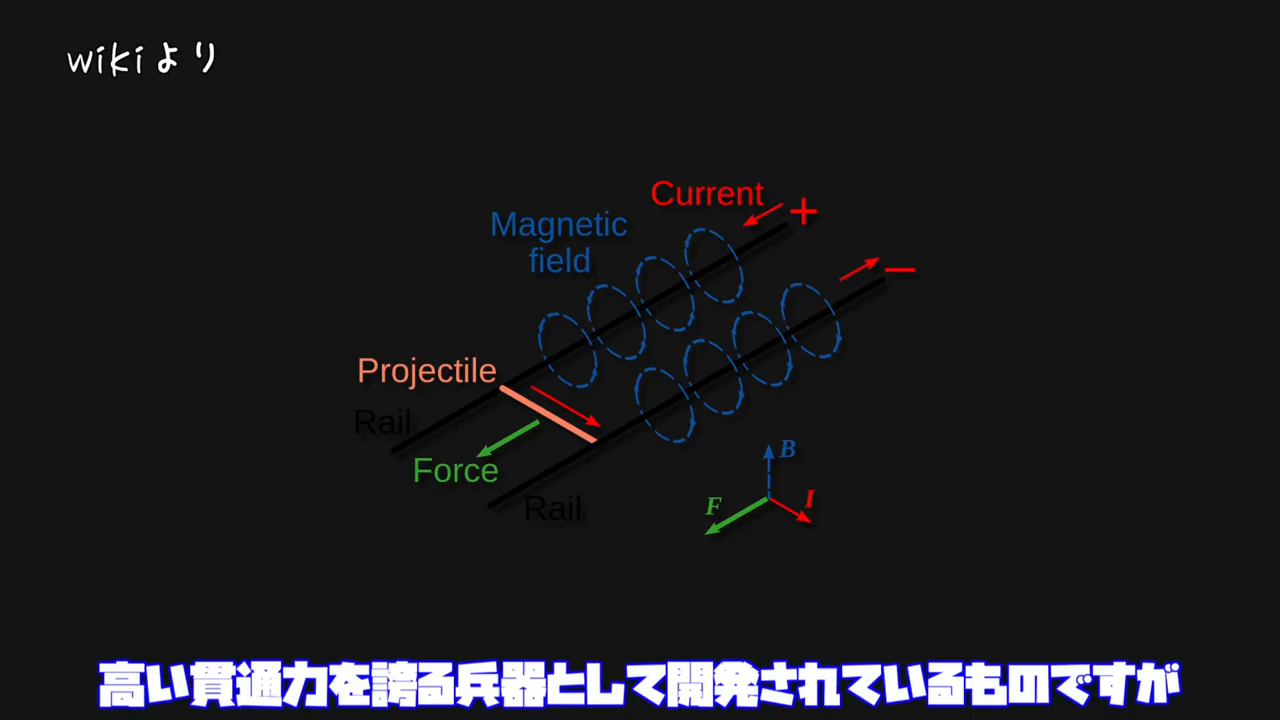 wikiより
Current
+
Magnetic
field
−
Projectile
Rail
Force
B
F
I
Rail
高い貫通力を誇る兵器として開発されているものですが